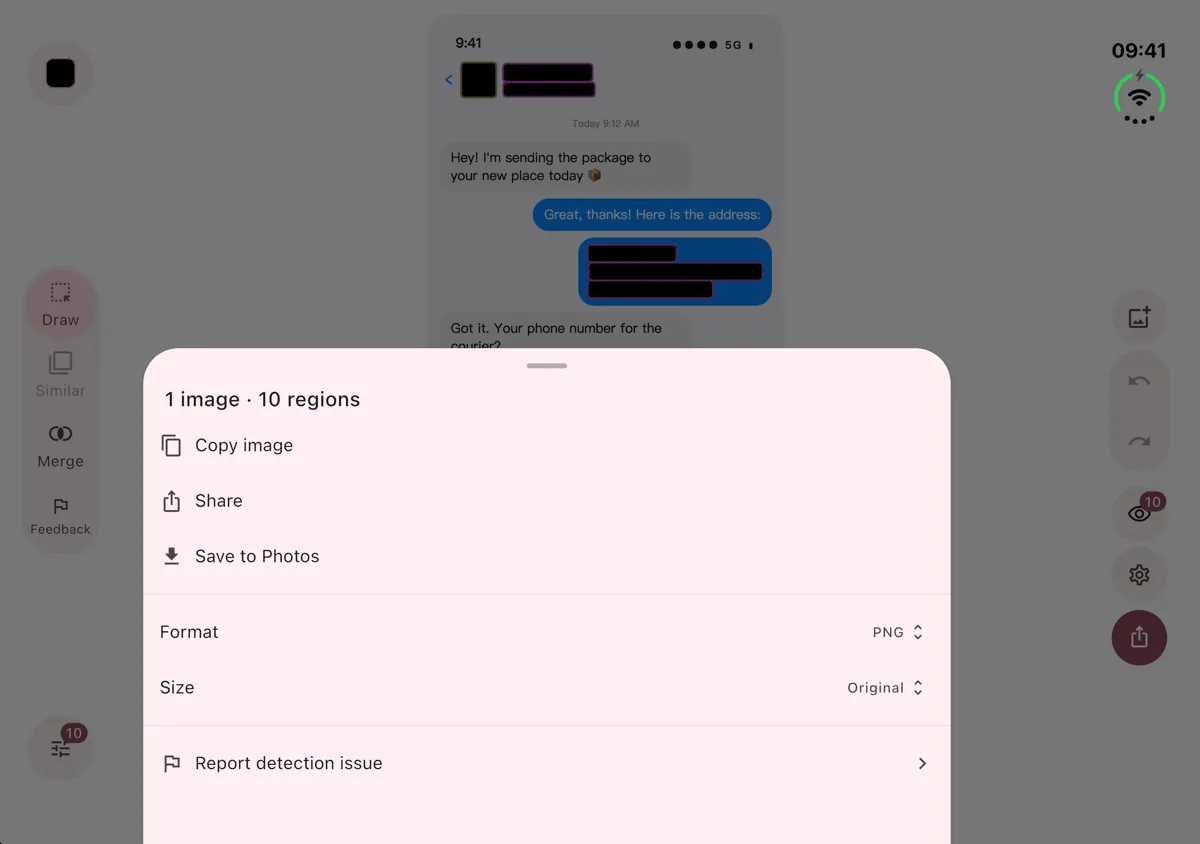 9:41
5G
09:41
Today 9:12 AM
Hey! I'm sending the package to
your new place today 📦
Great, thanks! Here is the address:
Got it. Your phone number for the
courier?
Draw
Similar
Merge
Feedback
10
10
1 image · 10 regions
Copy image
Share
Save to Photos
Format
PNG
Size
Original
Report detection issue